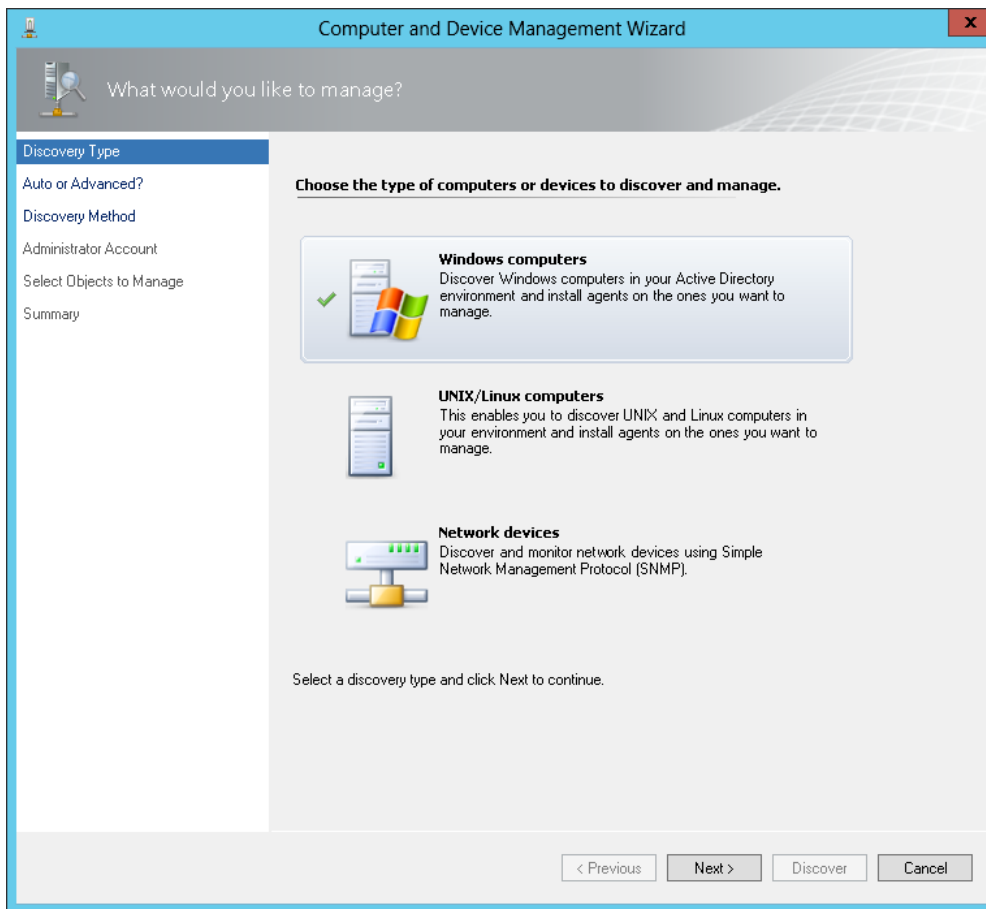 Computer and Device Management Wizard
x
What would you like to manage?
Discovery Type
Auto or Advanced?
Discovery Method
Administrator Account
Select Objects to Manage
Summary
Choose the type of computers or devices to discover and manage.
Windows computers
Discover Windows computers in your Active Directory
environment and install agents on the ones you want to
manage.
UNIX/Linux computers
This enables you to discover UNIX and Linux computers in
your environment and install agents on the ones you want to
manage.
Network devices
Discover and monitor network devices using Simple
Network Management Protocol (SNMP).
Select a discovery type and click Next to continue.
< Previous
Next >
Discover
Cancel